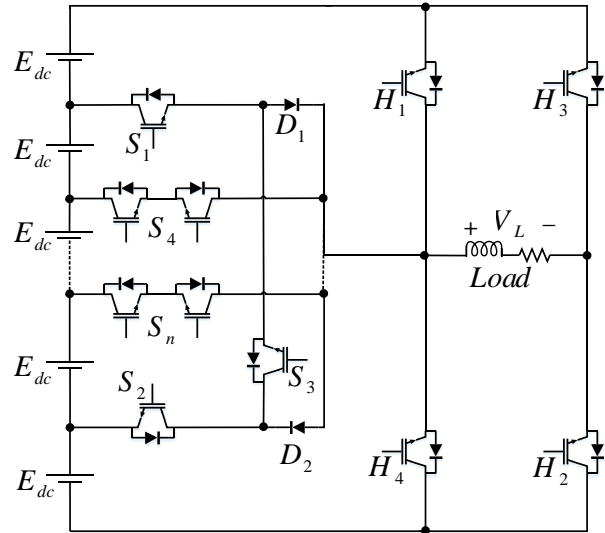 E_dc
H_1
H_3
S_1
D_1
E_dc
S_4
E_dc
+ V_L −
Load
S_n
S_2
S_3
E_dc
D_2
H_4
H_2
E_dc